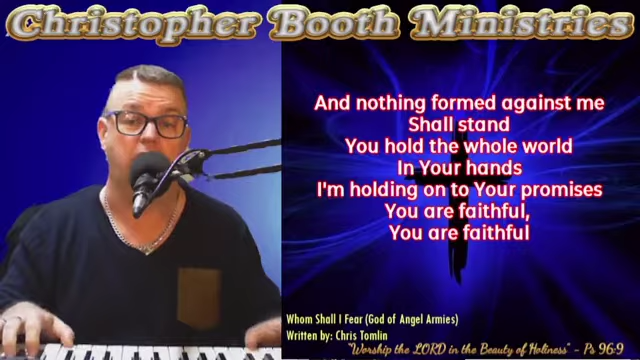 Christopher Booth Ministries
And nothing formed against me
Shall stand
You hold the whole world
In Your hands
I'm holding on to Your promises
You are faithful,
You are faithful
Whom Shall I Fear (God of Angel Armies)
Written by: Chris Tomlin
"Worship the LORD in the Beauty of Holiness" - Ps 96:9